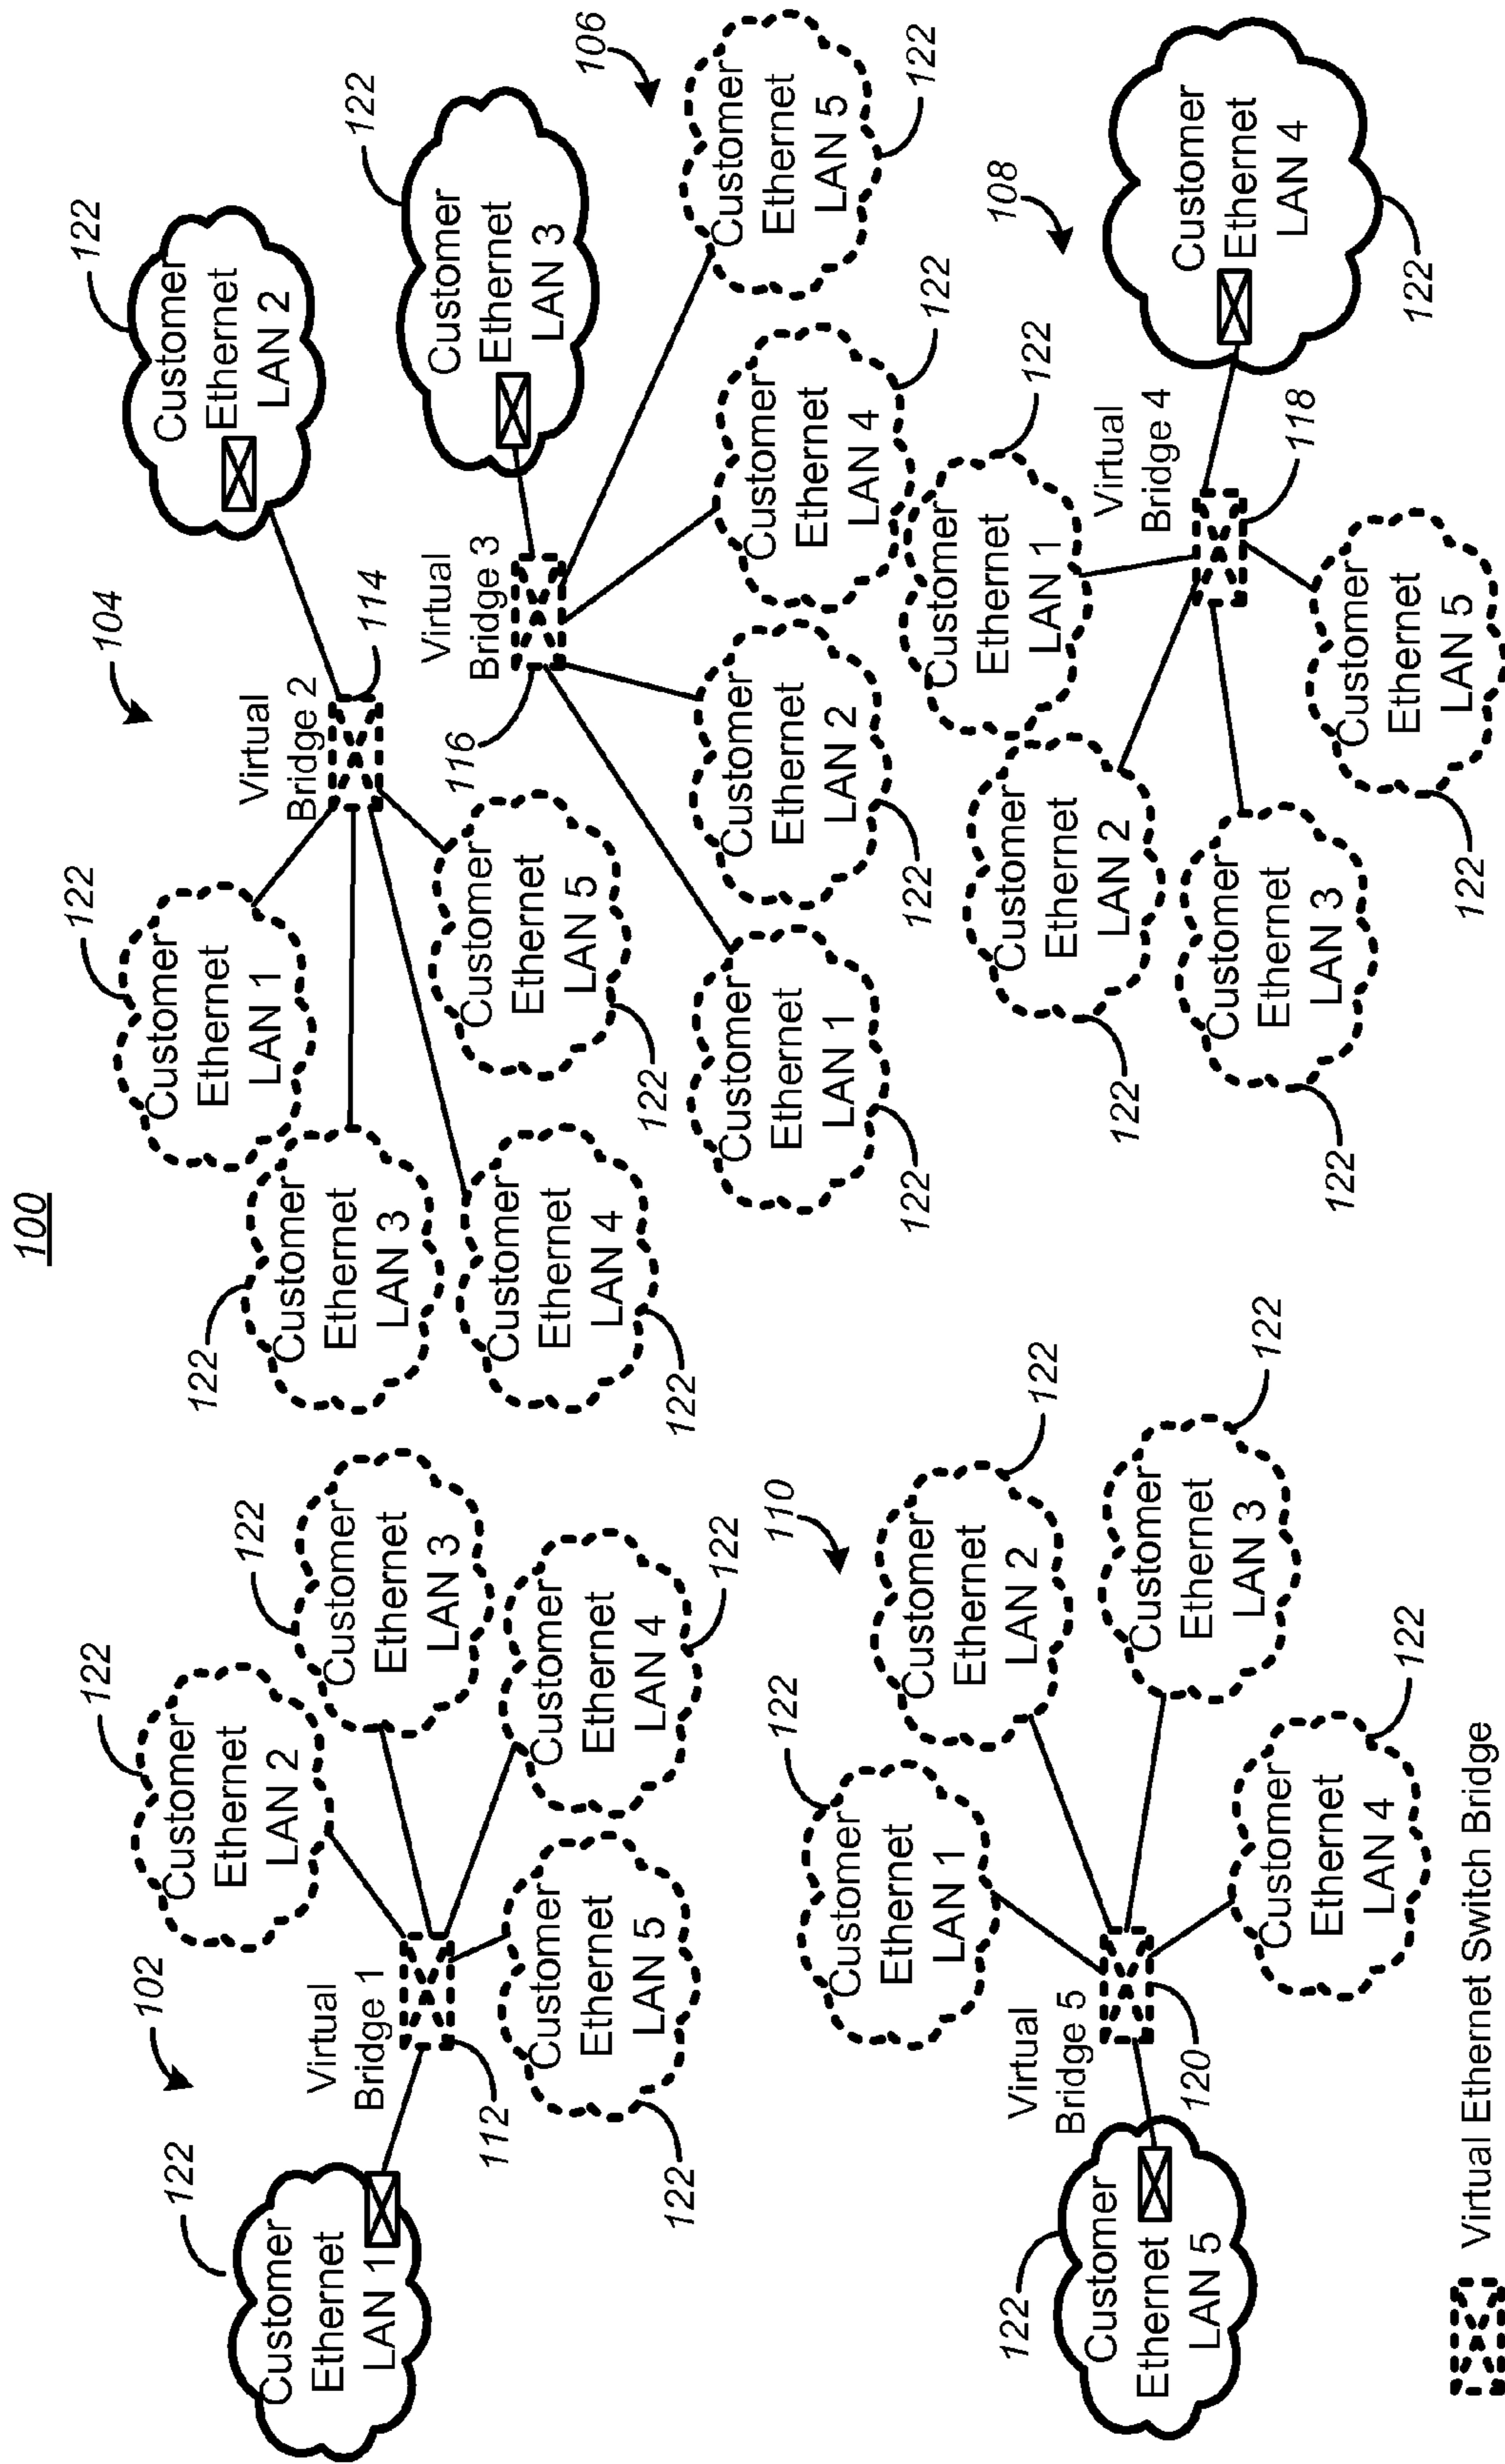 100
102
122
Customer
Ethernet
LAN 1
Virtual
Bridge 1
112
122
Customer
Ethernet
LAN 2
122
Customer
Ethernet
LAN 3
Customer
Ethernet
LAN 4
122
Customer
Ethernet
LAN 5
122
104
122
Customer
Ethernet
LAN 3
122
Customer
Ethernet
LAN 1
Customer
Ethernet
LAN 4
122
Customer
Ethernet
LAN 5
122
Virtual
Bridge 2
114
122
Customer
Ethernet
LAN 2
106
Virtual
Bridge 3
116
122
Customer
Ethernet
LAN 3
Customer
Ethernet
LAN 1
122
Customer
Ethernet
LAN 2
122
Customer
Ethernet
LAN 4
122
Customer
Ethernet
LAN 5
122
110
122
Customer
Ethernet
LAN 5
Virtual
Bridge 5
120
122
Customer
Ethernet
LAN 1
Customer
Ethernet
LAN 2
122
Customer
Ethernet
LAN 3
122
Customer
Ethernet
LAN 4
122
108
Customer
Ethernet
LAN 2
122
Customer
Ethernet
LAN 1
122
Customer
Ethernet
LAN 3
122
Customer
Ethernet
LAN 5
122
Virtual
Bridge 4
118
Customer
Ethernet
LAN 4
122
Virtual Ethernet Switch Bridge